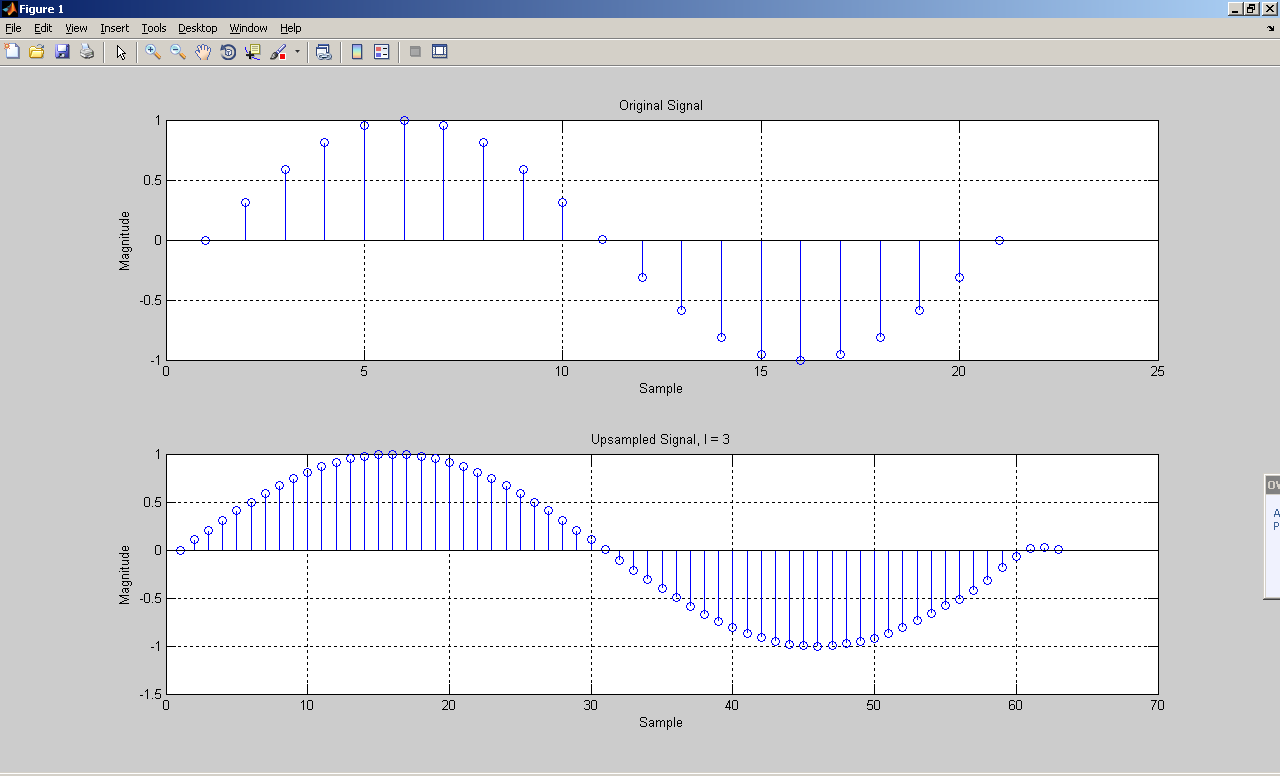 Figure 1
File Edit View Insert Tools Desktop Window Help
Original Signal
Magnitude
1
0.5
0
-0.5
-1
0 5 10 15 20 25
Sample
Upsampled Signal, I = 3
Magnitude
1
0.5
0
-0.5
-1
-1.5
0 10 20 30 40 50 60 70
Sample